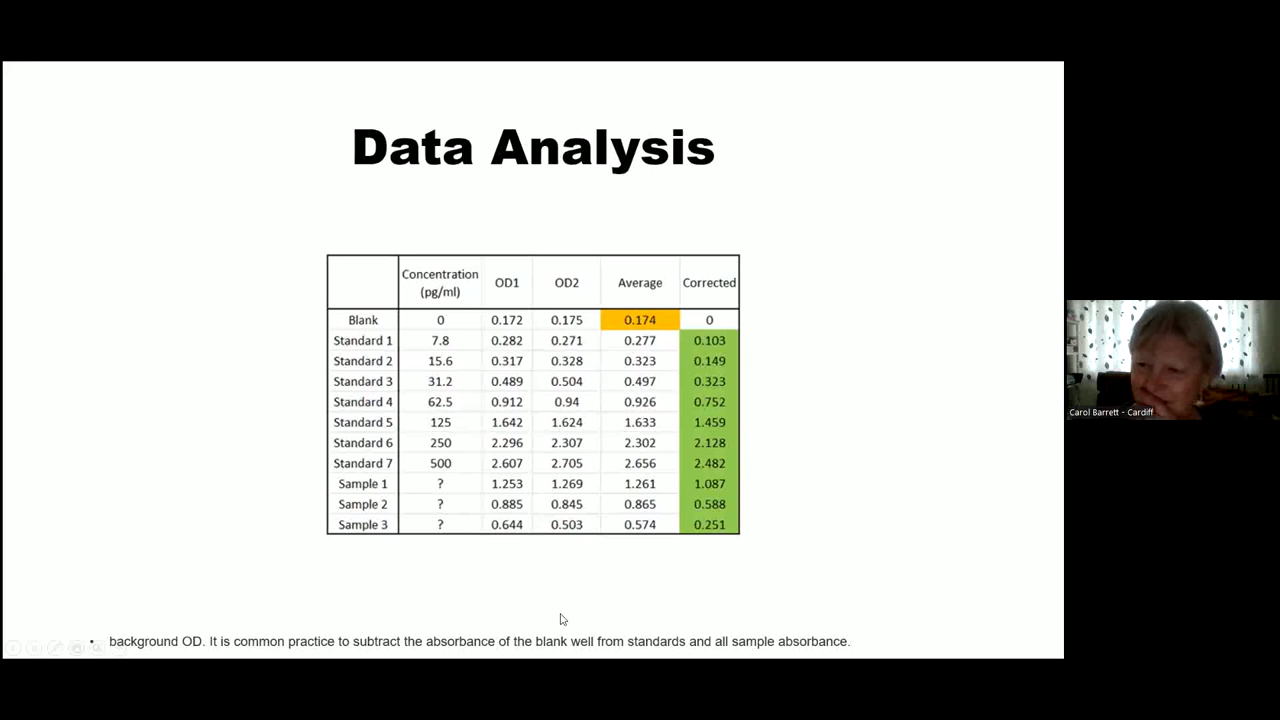 Data Analysis
Concentration (pg/ml) OD1 OD2 Average Corrected
Blank 0 0.172 0.175 0.174 0
Standard 1 7.8 0.282 0.271 0.277 0.103
Standard 2 15.6 0.317 0.328 0.323 0.149
Standard 3 31.2 0.489 0.504 0.497 0.323
Standard 4 62.5 0.912 0.94 0.926 0.752
Standard 5 125 1.642 1.624 1.633 1.459
Standard 6 250 2.296 2.307 2.302 2.128
Standard 7 500 2.607 2.705 2.656 2.482
Sample 1 ? 1.253 1.269 1.261 1.087
Sample 2 ? 0.885 0.845 0.865 0.588
Sample 3 ? 0.644 0.503 0.574 0.251
Carol Barrett - Cardiff
• background OD. It is common practice to subtract the absorbance of the blank well from standards and all sample absorbance.